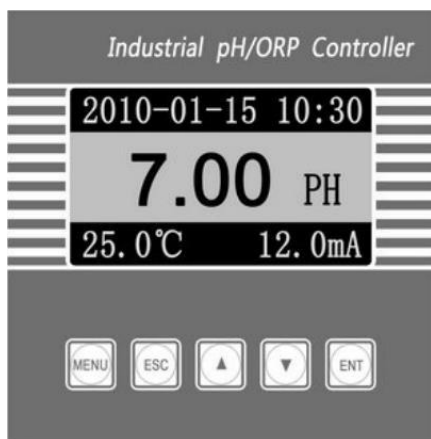 Industrial pH/ORP Controller
2010-01-15 10:30
7.00 PH
25.0℃ 12.0mA
MENU ESC ▲ ▼ ENT